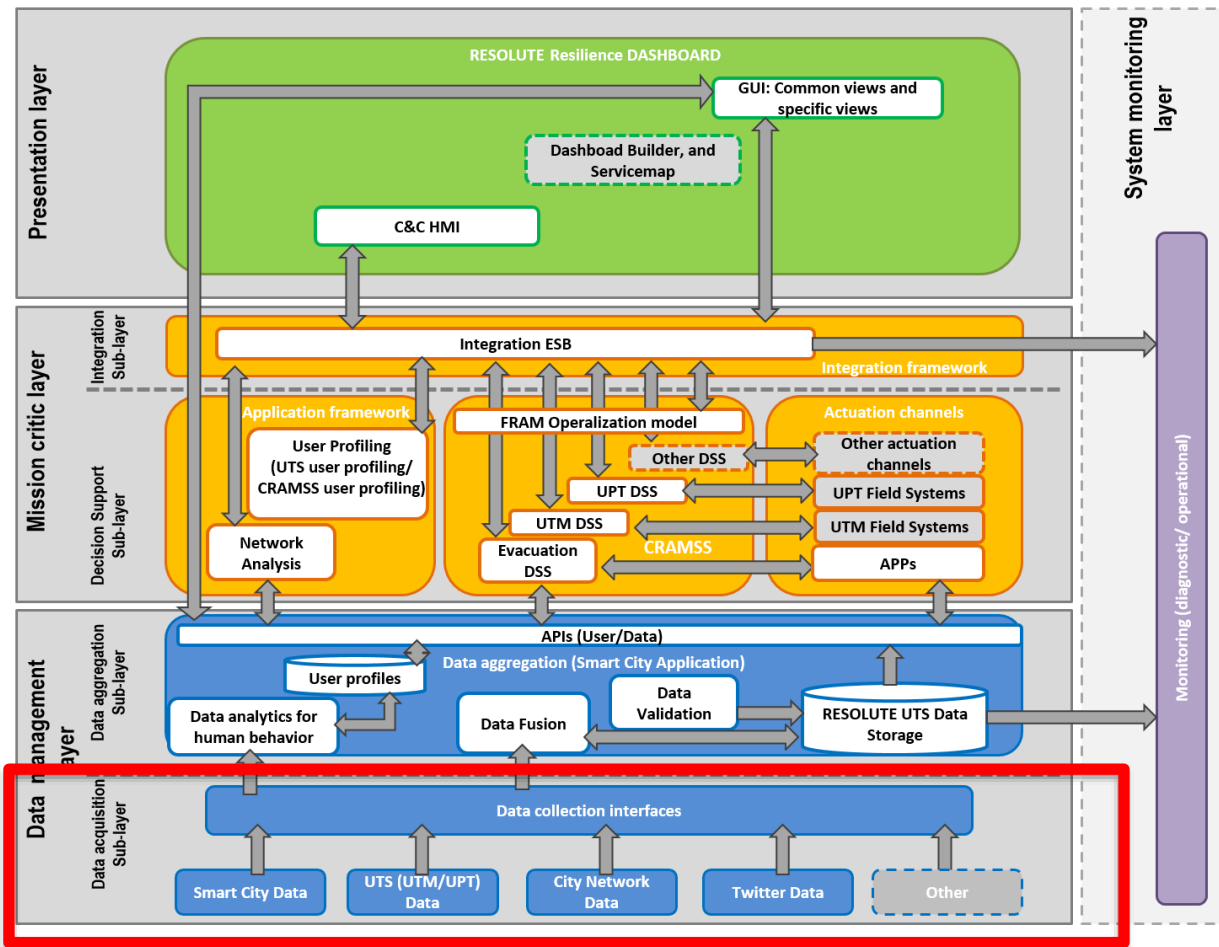 Presentation layer
RESOLUTE Resilience DASHBOARD
GUI: Common views and
specific views
Dashboad Builder, and
Servicemap
C&C HMI
System monitoring
layer
Monitoring (diagnostic/ operational)
Mission critic layer
Integration
Sub-layer
Integration ESB
Integration framework
Decision Support
Sub-layer
Application framework
User Profiling
(UTS user profiling/
CRAMSS user profiling)
Network
Analysis
FRAM Operalization model
Other DSS
UPT DSS
UTM DSS
Evacuation
DSS
CRAMSS
Actuation channels
Other actuation
channels
UPT Field Systems
UTM Field Systems
APPs
Data management
layer
Data aggregation
Sub-layer
APIs (User/Data)
Data aggregation (Smart City Application)
User profiles
Data analytics for
human behavior
Data Fusion
Data
Validation
RESOLUTE UTS Data
Storage
Data acquisition
Sub-layer
Data collection interfaces
Smart City Data
UTS (UTM/UPT)
Data
City Network
Data
Twitter Data
Other